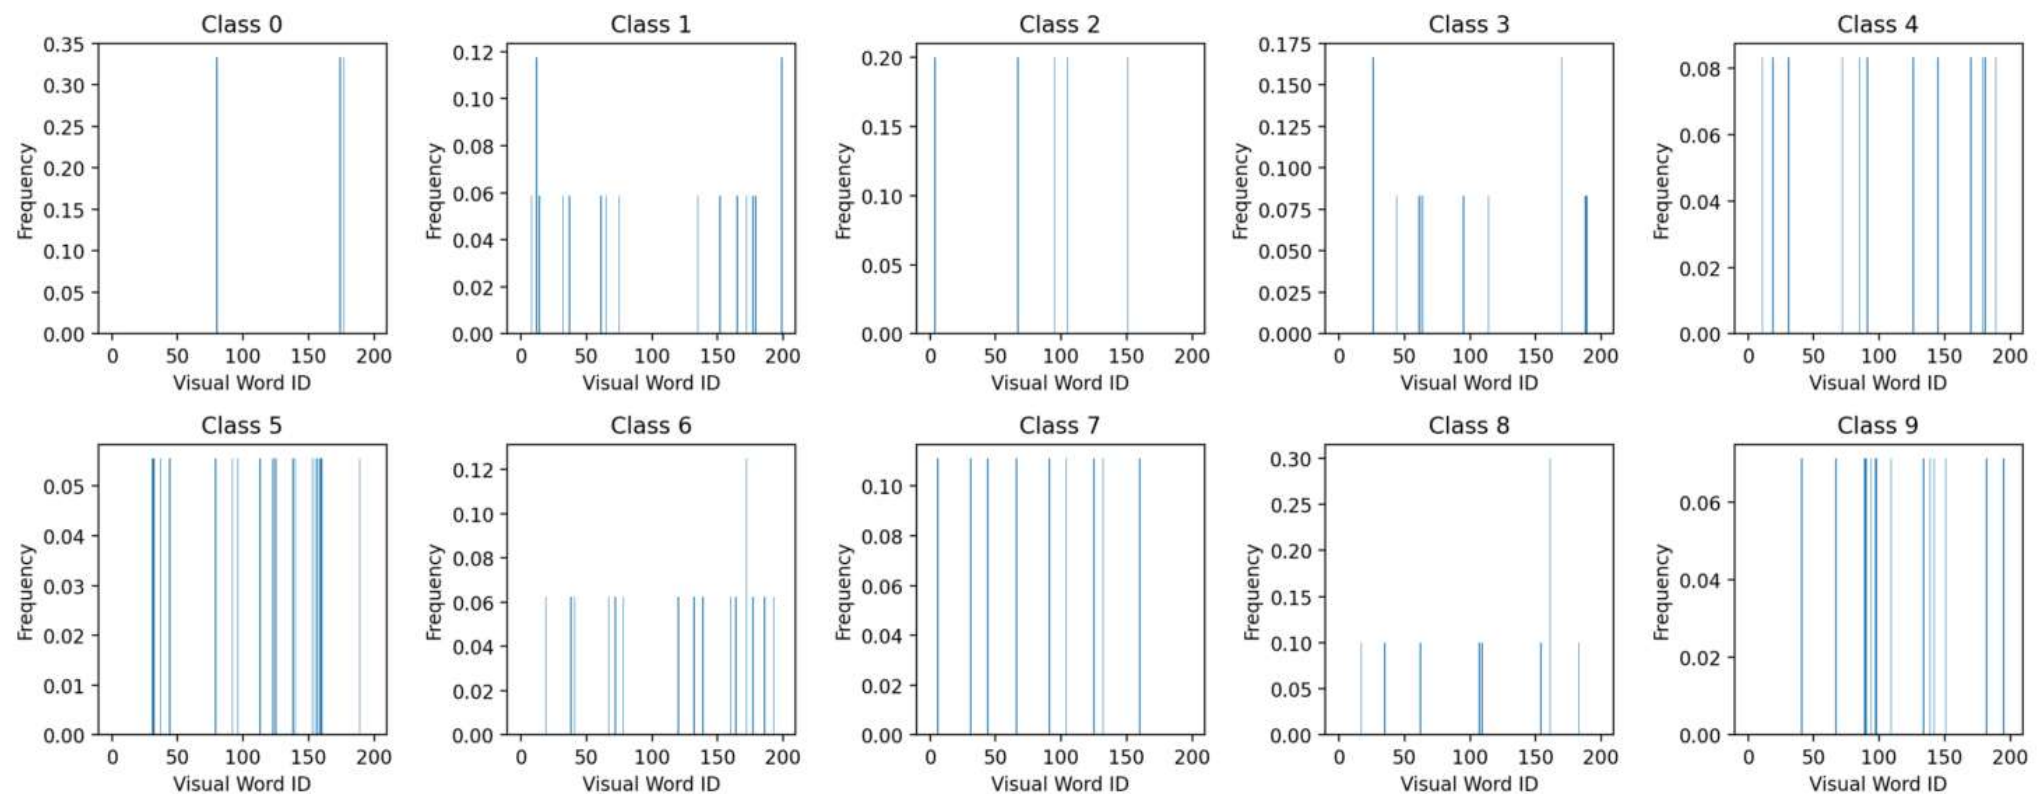 Class 0
Class 1
Class 2
Class 3
Class 4
0.35
0.30
0.25
0.20
0.15
0.10
0.05
0.00
Frequency
0 50 100 150 200
Visual Word ID
0.12
0.10
0.08
0.06
0.04
0.02
0.00
Frequency
0 50 100 150 200
Visual Word ID
0.20
0.15
0.10
0.05
0.00
Frequency
0 50 100 150 200
Visual Word ID
0.175
0.150
0.125
0.100
0.075
0.050
0.025
0.000
Frequency
0 50 100 150 200
Visual Word ID
0.08
0.06
0.04
0.02
0.00
Frequency
0 50 100 150 200
Visual Word ID
Class 5
Class 6
Class 7
Class 8
Class 9
0.05
0.04
0.03
0.02
0.01
0.00
Frequency
0 50 100 150 200
Visual Word ID
0.12
0.10
0.08
0.06
0.04
0.02
0.00
Frequency
0 50 100 150 200
Visual Word ID
0.10
0.08
0.06
0.04
0.02
0.00
Frequency
0 50 100 150 200
Visual Word ID
0.30
0.25
0.20
0.15
0.10
0.05
0.00
Frequency
0 50 100 150 200
Visual Word ID
0.06
0.04
0.02
0.00
Frequency
0 50 100 150 200
Visual Word ID